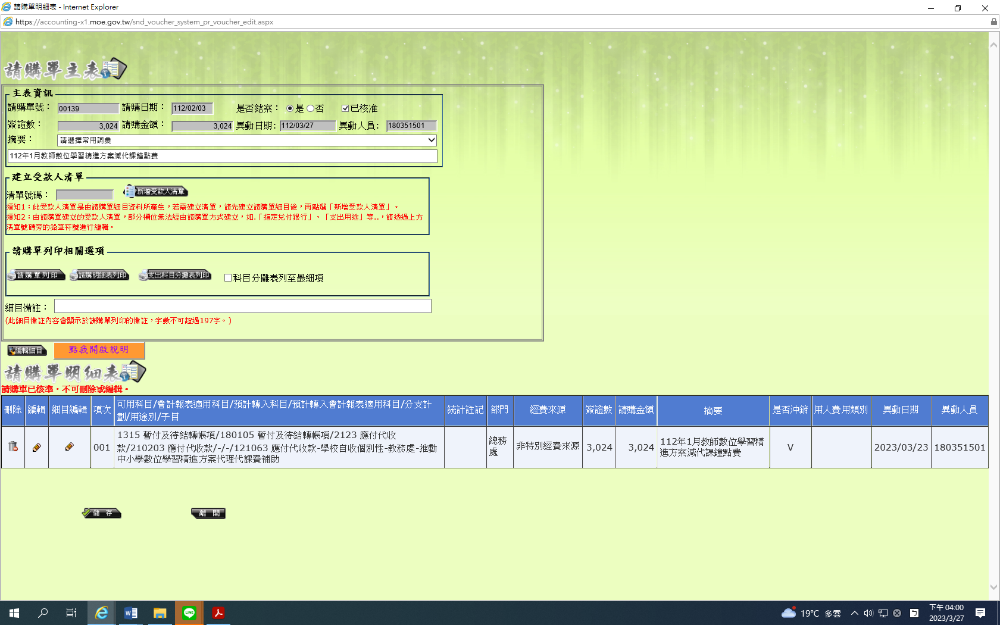 請購單明細表 - Internet Explorer
https://accounting-x1.moe.gov.tw/snd_voucher_system_pr_voucher_edit.aspx
請購單主表
主表資訊
請購單號： 00139 請購日期： 112/02/03 是否結案： 是 否 已核准
簽證數： 3,024 請購金額： 3,024 異動日期: 112/03/27 異動人員: 180351501
摘要： 請選擇常用詞彙
112年1月教師數位學習精進方案減代課鐘點費
建立受款人清單
清單號碼： 新增受款人清單
須知1：此受款人清單是由請購單細目資料所產生，若需建立清單，請先建立請購單細目後，再點選「新增受款人清單」。
須知2：由請購單建立的受款人清單，部分欄位無法經由請購單方式建立，如.「指定兌付銀行」、「支出用途」等..，請透過上方
清單號碼旁的鉛筆符號進行編輯。
請購單列印相關選項
請購單列印 請購明細表列印 支出科目分攤表列印 科目分攤表列至最細項
細目備註：
(此細目備註內容會顯示於請購單列印的備註，字數不可超過197字。)
編輯細目 點我開啟說明
請購單明細表
請購單已核準，不可刪除或編輯。
刪除 編輯 細目編輯 項次 可用科目/會計報表適用科目/預計轉入科目/預計轉入會計報表適用科目/分支計
劃/用途別/子目 統計註記 部門 經費來源 簽證數 請購金額 摘要 是否沖銷 用人費用類別 異動日期 異動人員
001 1315 暫付及待結轉帳項/180105 暫付及待結轉帳項/2123 應付代收
款/210203 應付代收款/-/-/121063 應付代收款-學校自收個別性-教務處-推動
中小學數位學習精進方案代理代課費補助
總務
處
非特別經費來源 3,024 3,024
112年1月教師數位學習精
進方案減代課鐘點費
V 2023/03/23 180351501
儲 存 離 開
19°C 多雲
下午 04:00
2023/3/27